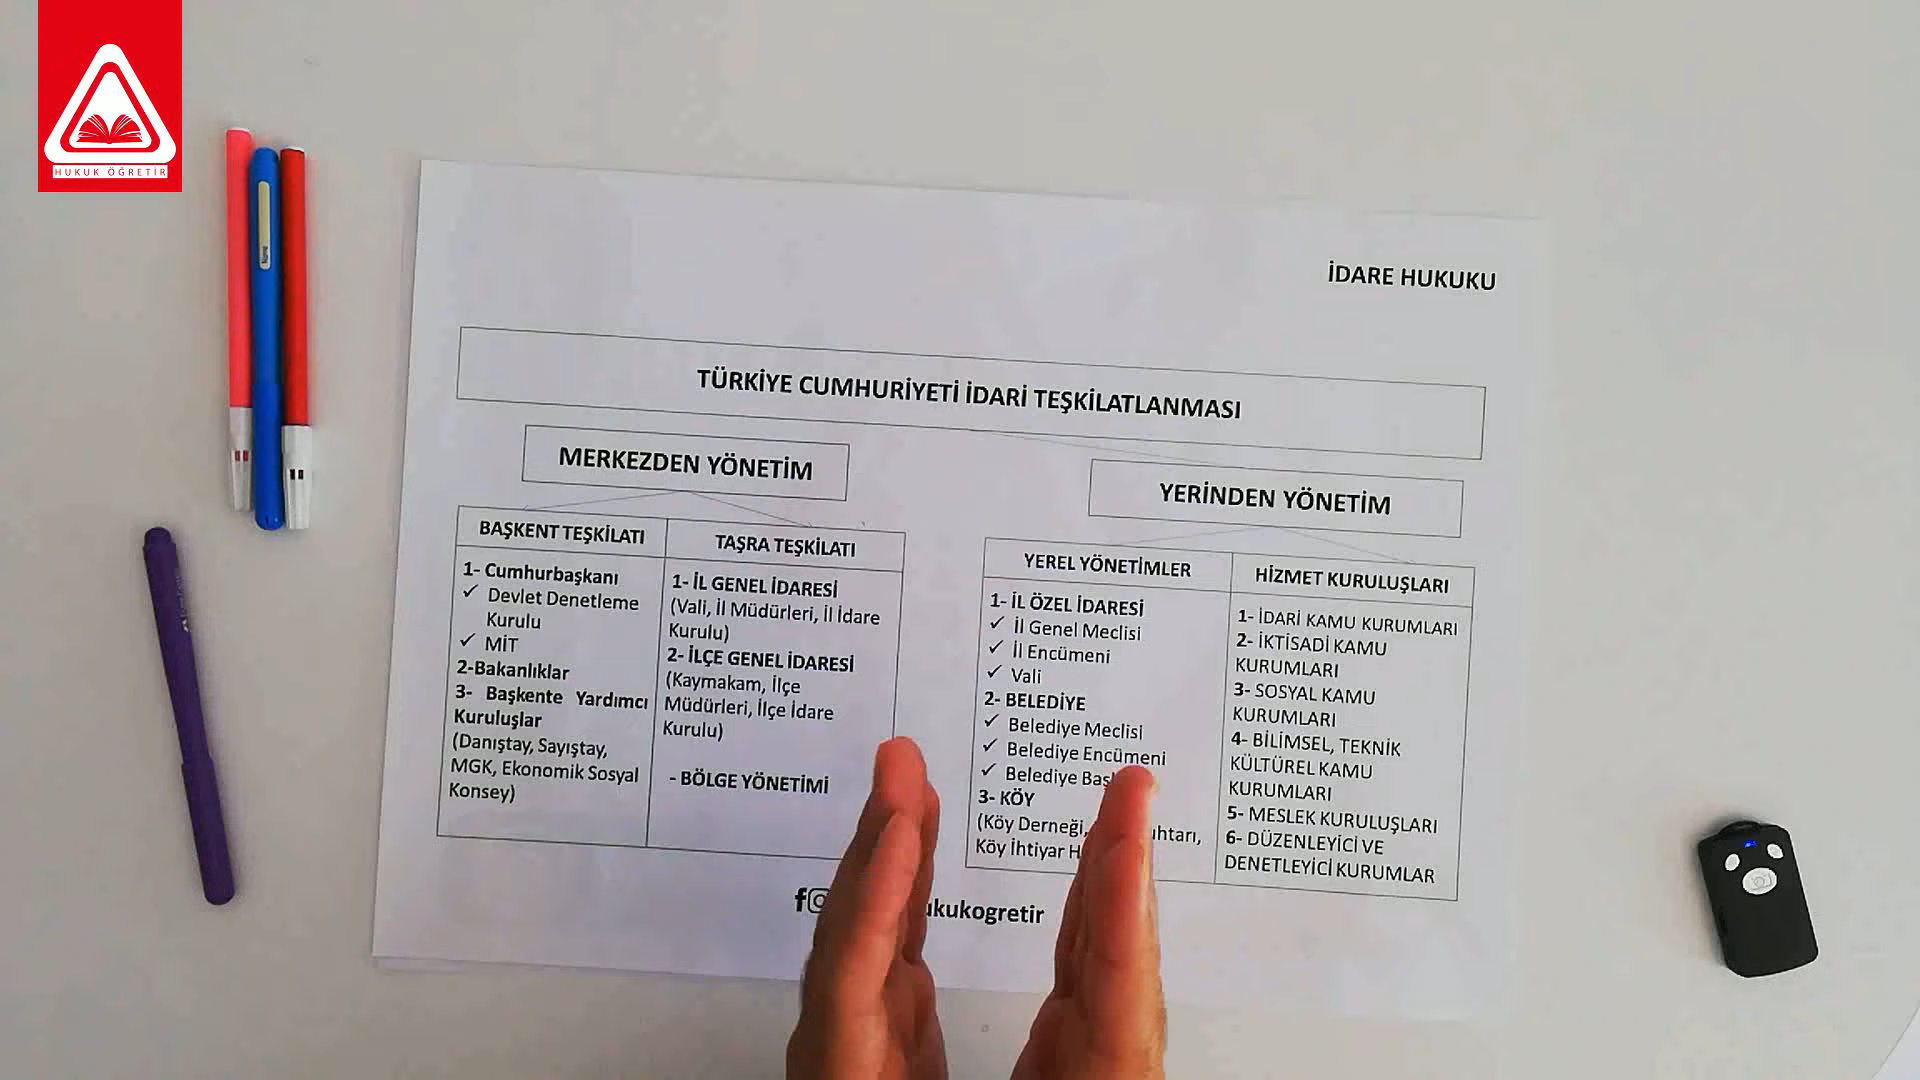 HUKUK ÖĞRETİR
İDARE HUKUKU
TÜRKİYE CUMHURİYETİ İDARİ TEŞKİLATLANMASI
MERKEZDEN YÖNETİM
BAŞKENT TEŞKİLATI
1- Cumhurbaşkanı
✓ Devlet Denetleme
Kurulu
✓ MİT
2-Bakanlıklar
3- Başkente Yardımcı
Kuruluşlar
(Danıştay, Sayıştay,
MGK, Ekonomik Sosyal
Konsey)
TAŞRA TEŞKİLATI
1- İL GENEL İDARESİ
(Vali, İl Müdürleri, İl İdare
Kurulu)
2- İLÇE GENEL İDARESİ
(Kaymakam, İlçe
Müdürleri, İlçe İdare
Kurulu)
- BÖLGE YÖNETİMİ
YERİNDEN YÖNETİM
YEREL YÖNETİMLER
1- İL ÖZEL İDARESİ
✓ İl Genel Meclisi
✓ İl Encümeni
✓ Vali
2- BELEDİYE
✓ Belediye Meclisi
✓ Belediye Encümeni
✓ Belediye
3- KÖY
(Köy Derneği,
Köy İhtiyar
HİZMET KURULUŞLARI
1- İDARİ KAMU KURUMLARI
2- İKTİSADİ KAMU
KURUMLARI
3- SOSYAL KAMU
KURUMLARI
4- BİLİMSEL, TEKNİK
KÜLTÜREL KAMU
KURUMLARI
5- MESLEK KURULUŞLARI
6- DÜZENLEYİCİ VE
DENETLEYİCİ KURUMLAR
ukukogretir